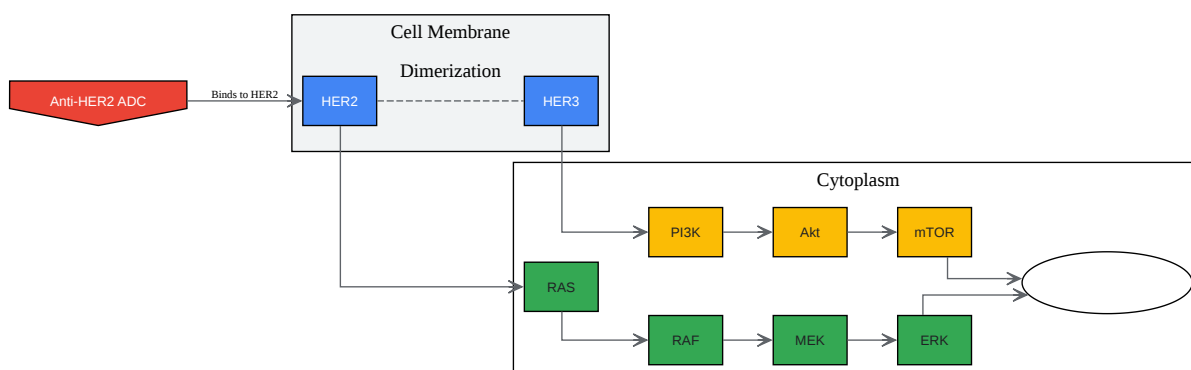 Cell Membrane
Dimerization
Anti-HER2 ADC
Binds to HER2
HER2
HER3
Cytoplasm
PI3K
Akt
mTOR
RAS
RAF
MEK
ERK